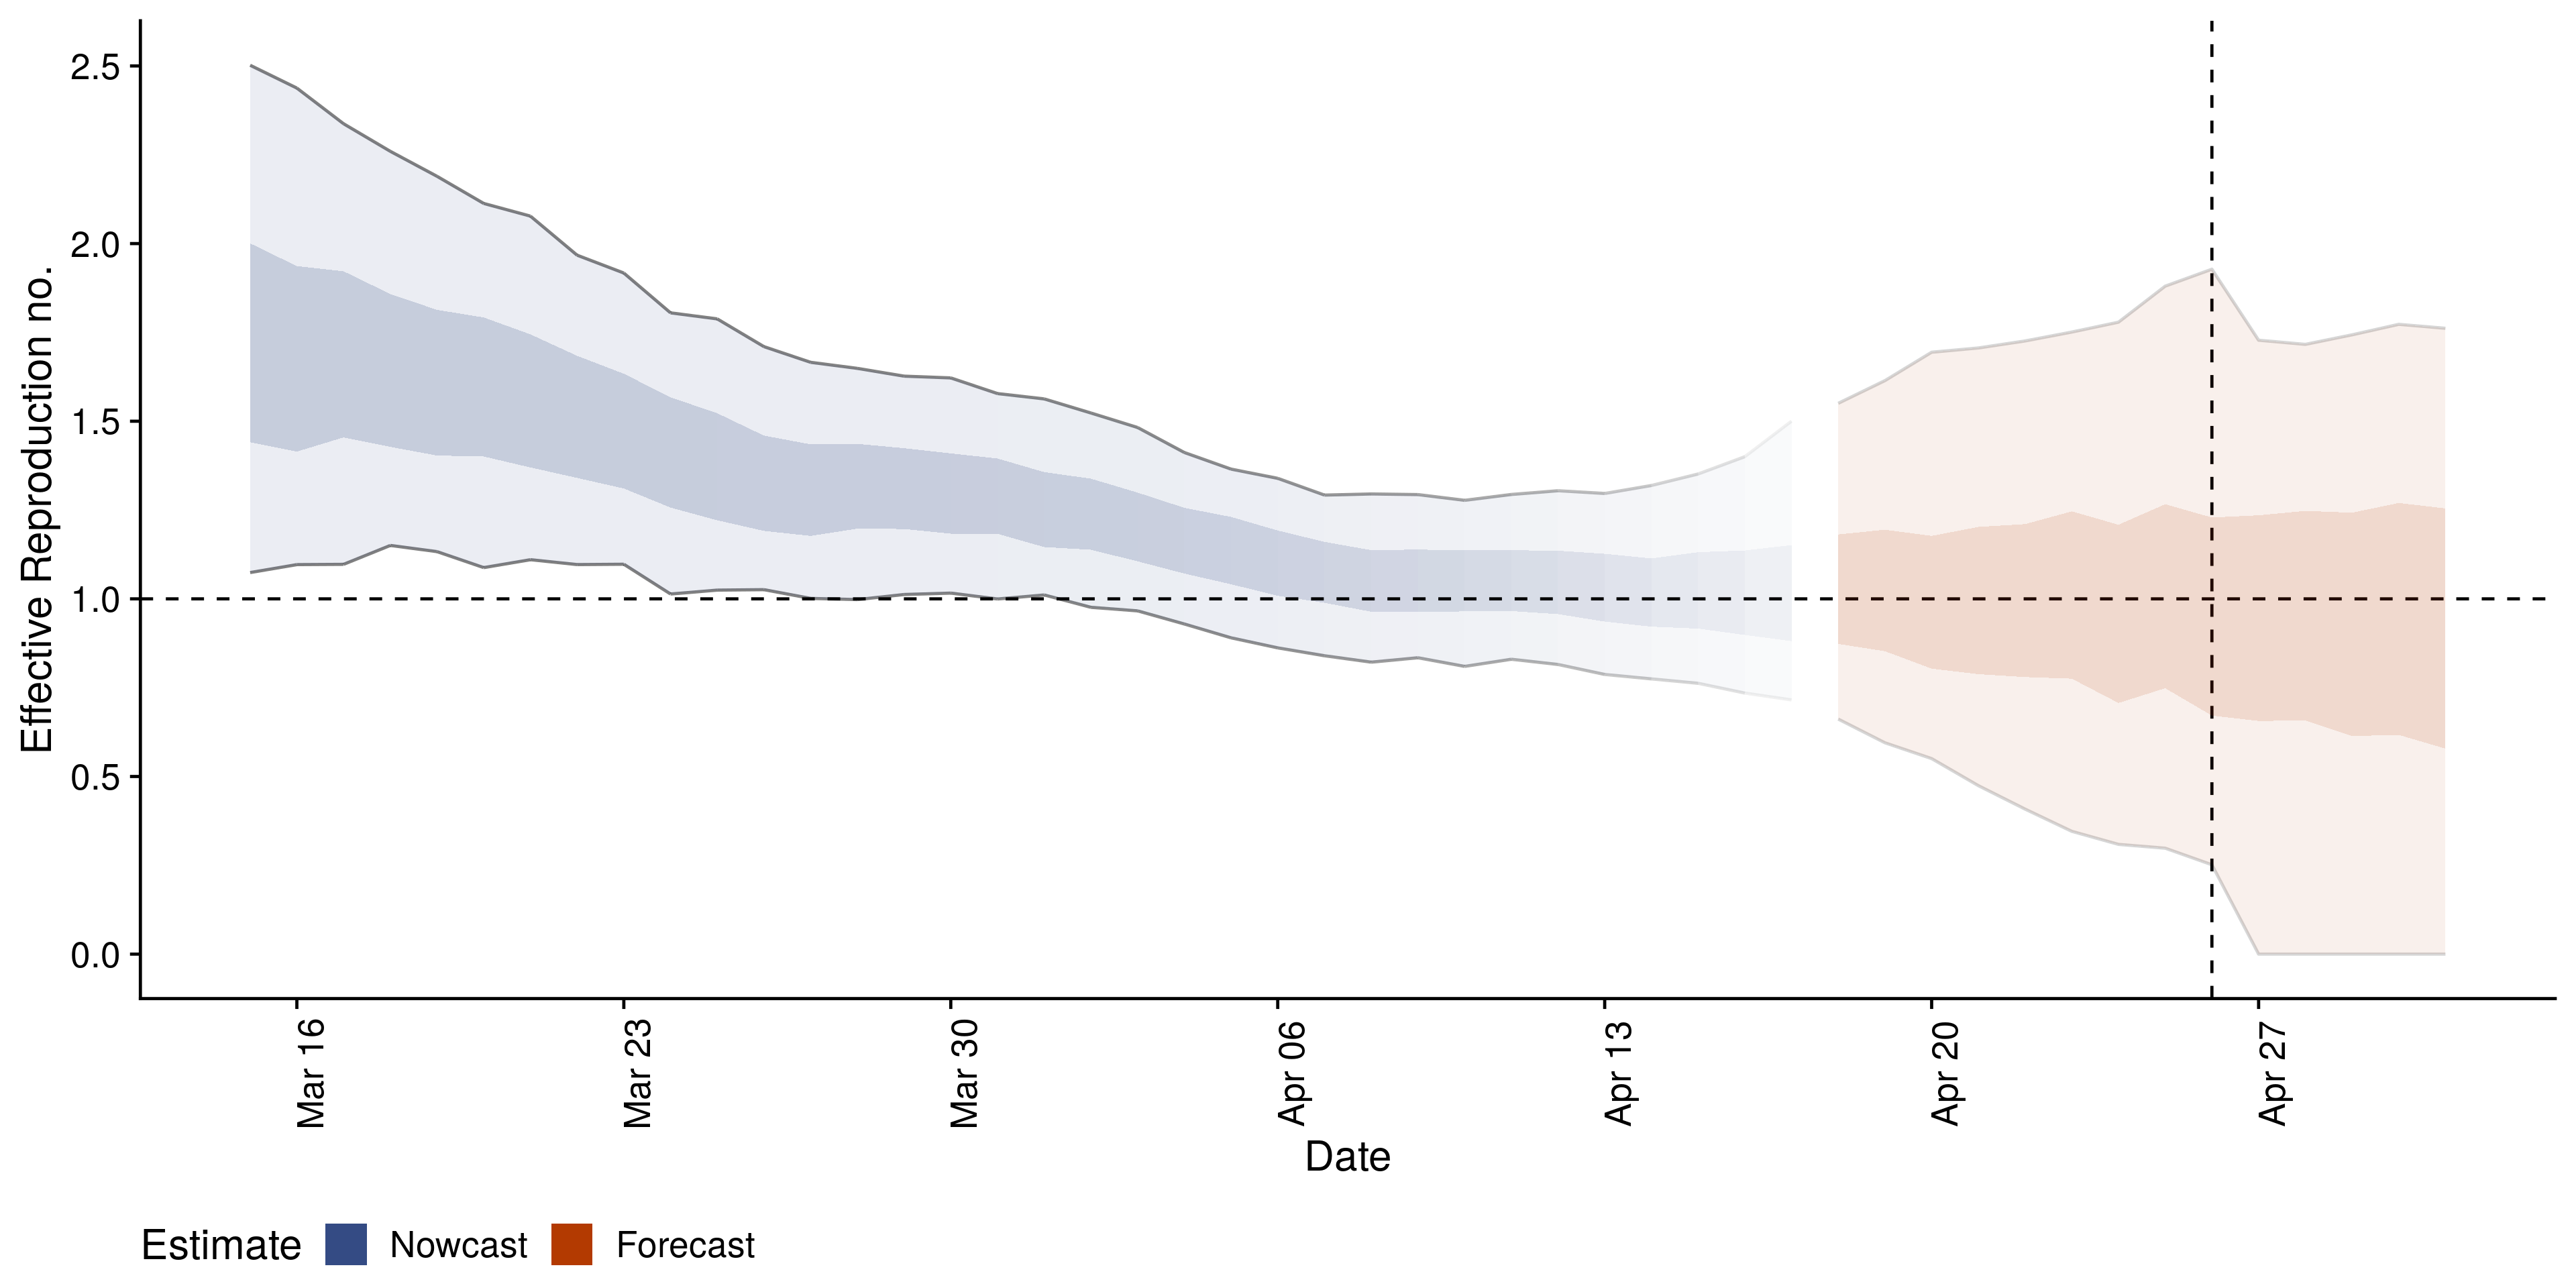 Effective Reproduction no.
2.5
2.0
1.5
1.0
0.5
0.0
Mar 16
Mar 23
Mar 30
Apr 06
Apr 13
Apr 20
Apr 27
Date
Estimate Nowcast Forecast